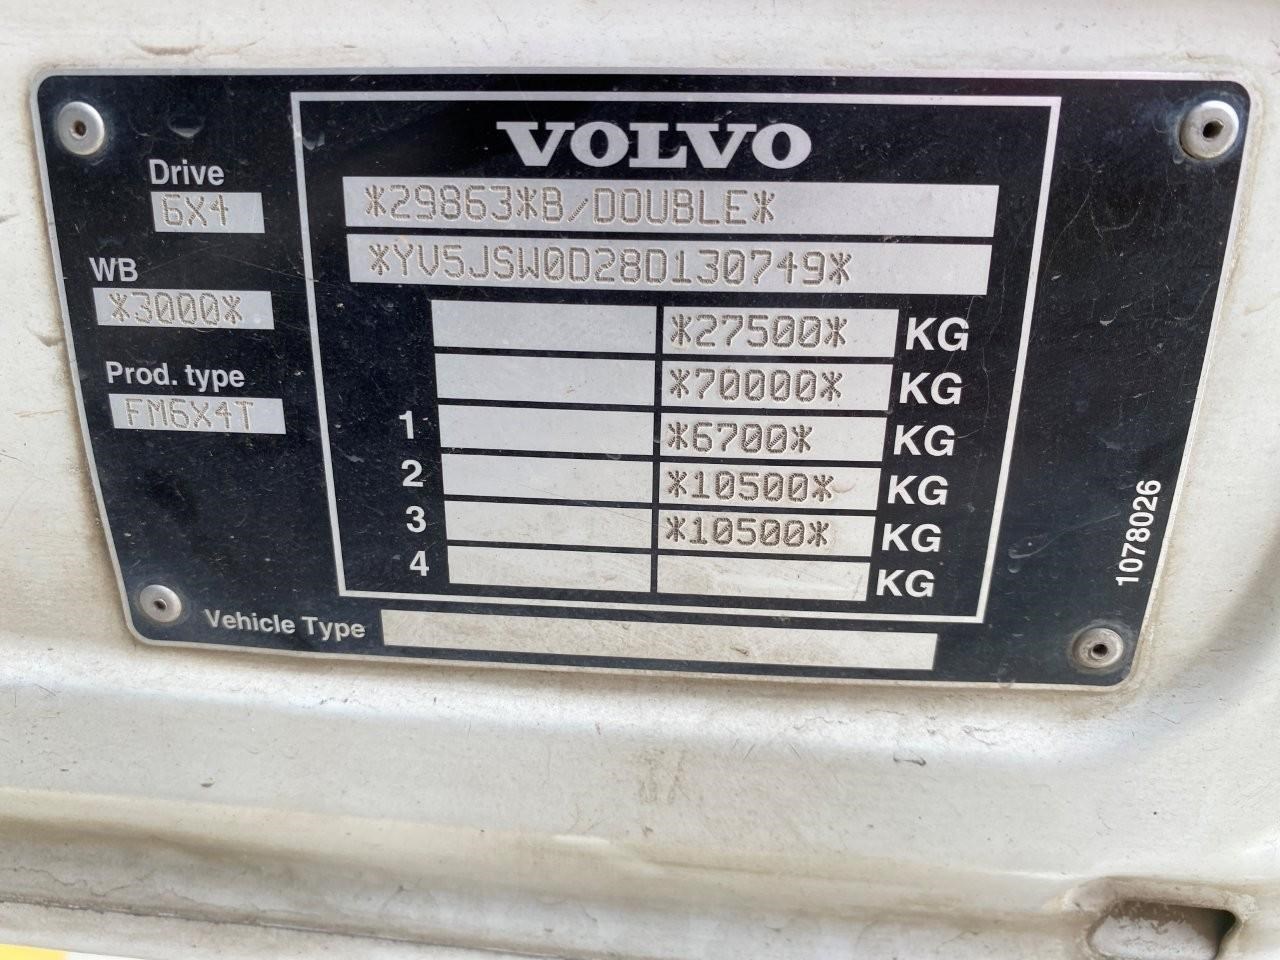 VOLVO
Drive
6X4
*29863*B/DOUBLE*
WB
*3000*
*YV5JSW0D28D130749*
*27500* KG
Prod. type
FM6X4T
*70000* KG
1 *6700* KG
2 *10500* KG
3 *10500* KG
4 KG
Vehicle Type
1078026